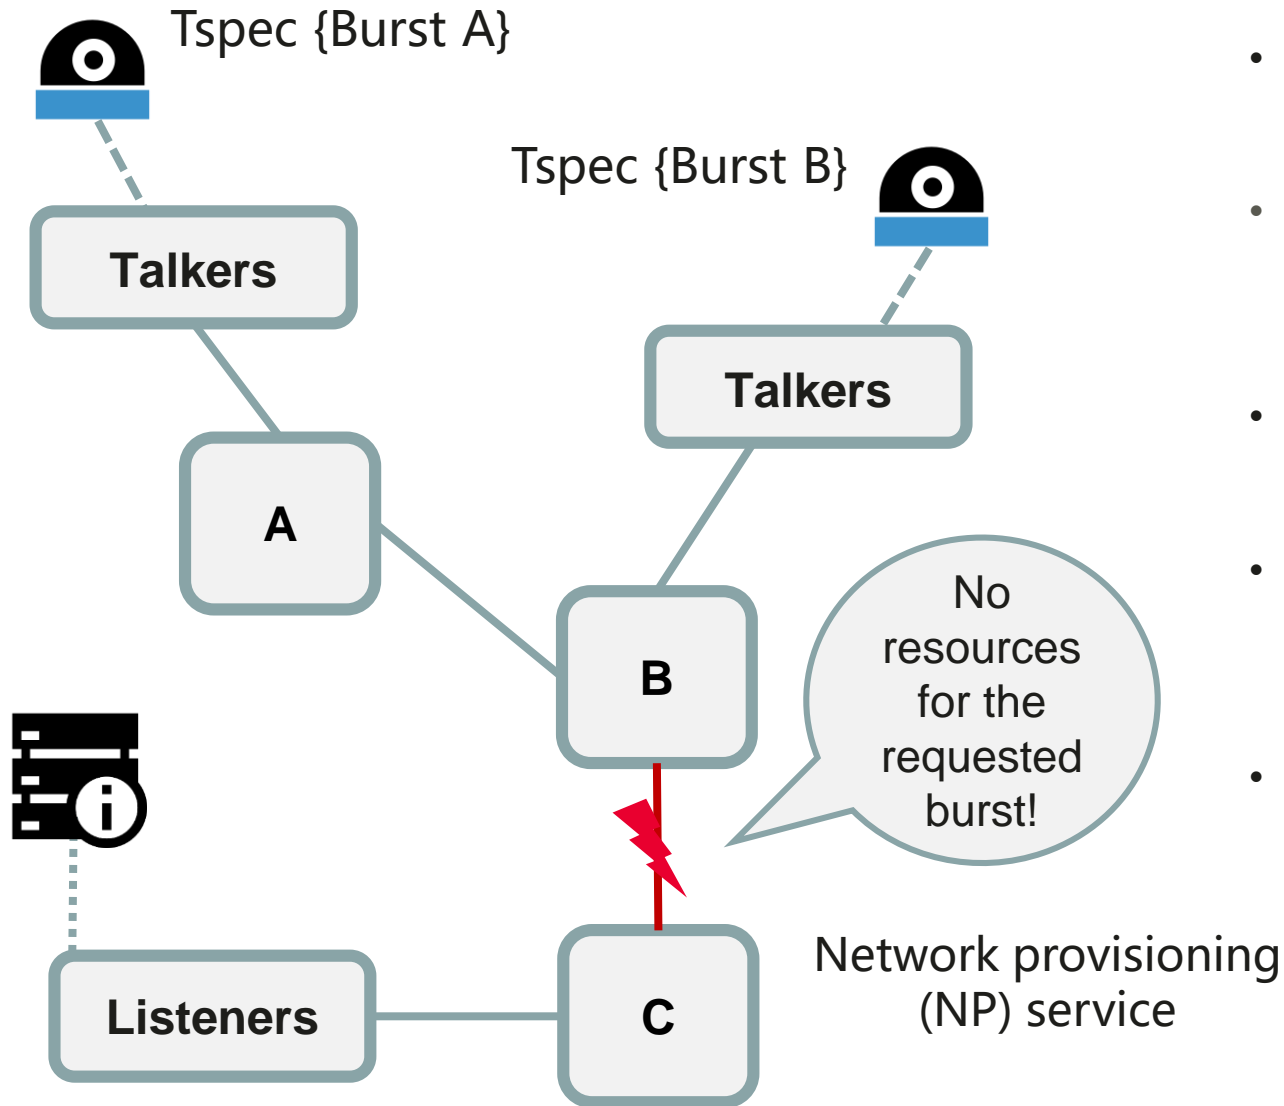 Tspec {Burst A}
Tspec {Burst B}
Talkers
Talkers
A
B
No
resources
for the
requested
burst!
i
Listeners
C
Network provisioning
(NP) service